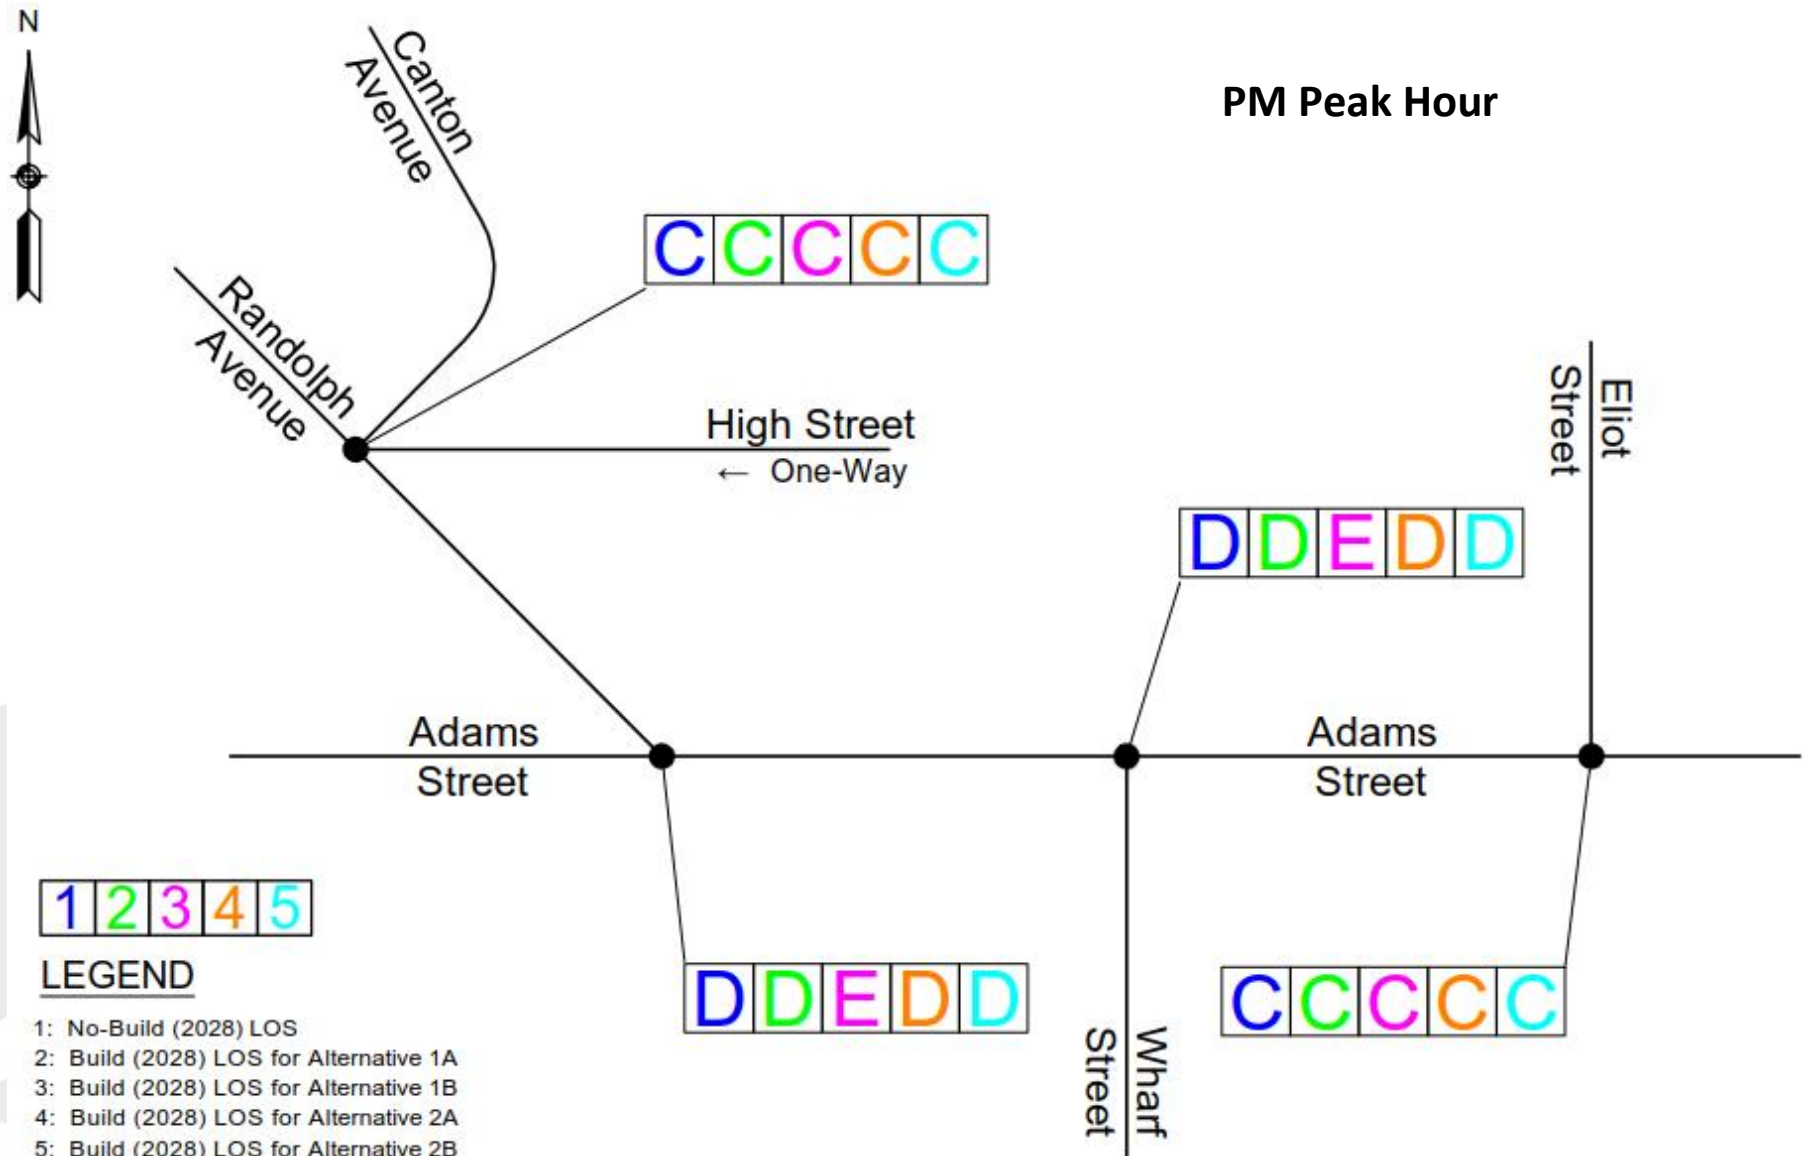 N
PM Peak Hour
Canton
Avenue
C C C C C
Randolph
Avenue
High Street
← One-Way
Eliot
Street
D D E D D
Adams
Street
Adams
Street
1 2 3 4 5
LEGEND
D D E D D
C C C C C
Wharf
Street
1: No-Build (2028) LOS
2: Build (2028) LOS for Alternative 1A
3: Build (2028) LOS for Alternative 1B
4: Build (2028) LOS for Alternative 2A
5: Build (2028) LOS for Alternative 2B